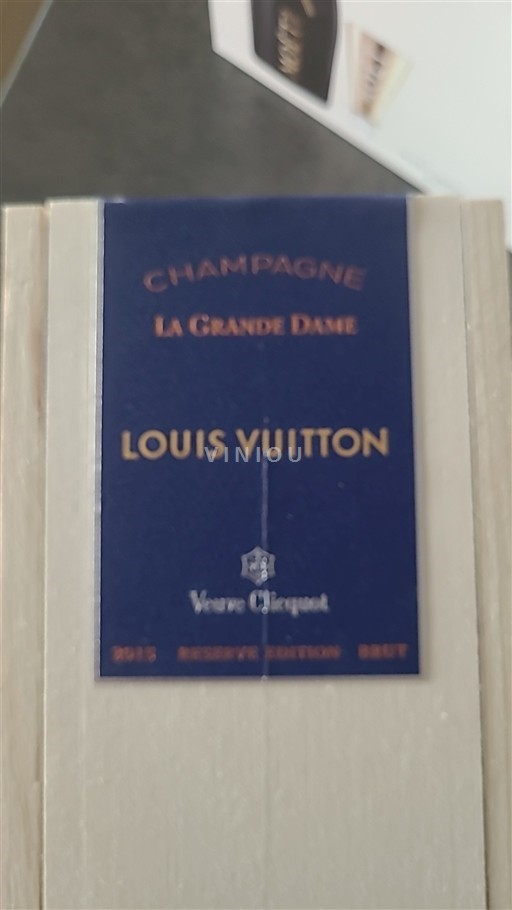 CHAMPAGNE
LA GRANDE DAME
LOUIS VUITTON
VINIOU
Veuve Clicquot
2015 RESERVE EDITION BRUT